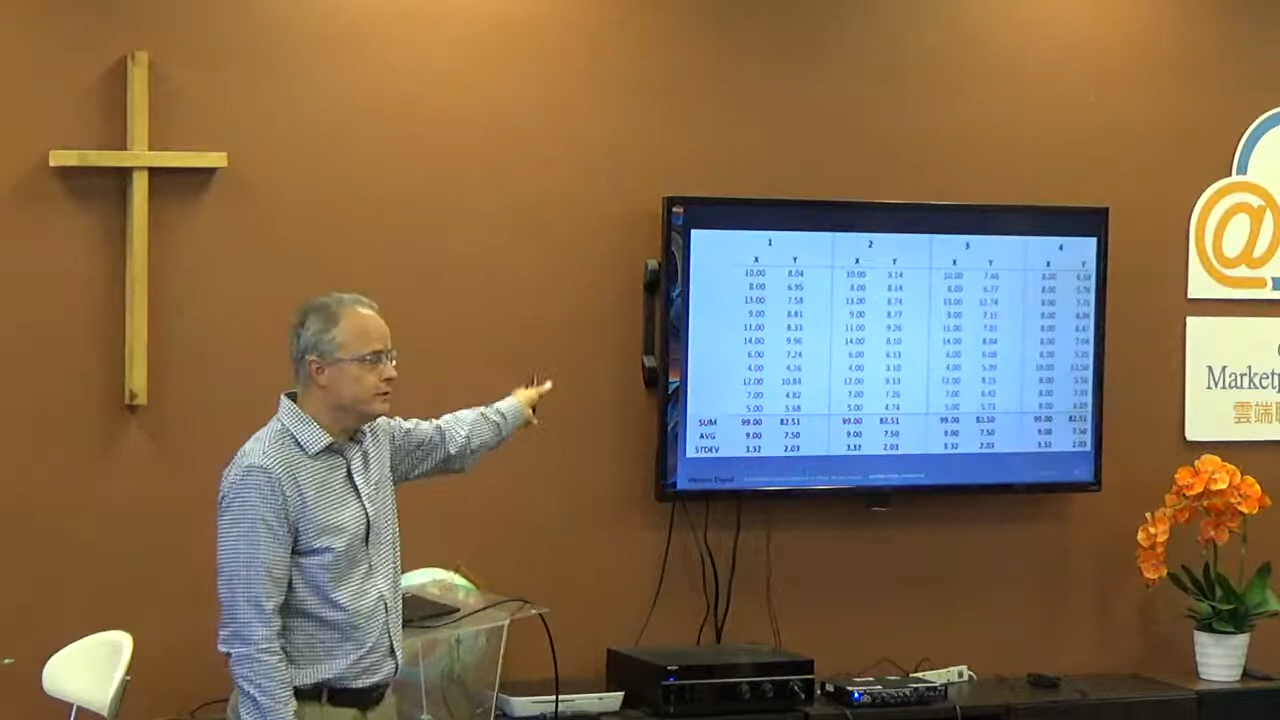 1 2 3 4
X Y X Y X Y X Y
10.00 8.04 10.00 9.14 10.00 7.46 8.00 6.58
8.00 6.95 8.00 8.14 8.00 6.77 8.00 5.76
13.00 7.58 13.00 8.74 13.00 12.74 8.00 7.71
9.00 8.81 9.00 8.77 9.00 7.11 8.00 8.84
11.00 8.33 11.00 9.26 11.00 7.81 8.00 8.47
14.00 9.96 14.00 8.10 14.00 8.84 8.00 7.04
6.00 7.24 6.00 6.13 6.00 6.08 8.00 5.25
4.00 4.26 4.00 3.10 4.00 5.39 19.00 12.50
12.00 10.84 12.00 9.13 12.00 8.15 8.00 5.56
7.00 4.82 7.00 7.26 7.00 6.42 8.00 7.91
5.00 5.68 5.00 4.74 5.00 5.73 8.00 6.89
SUM 99.00 82.51 99.00 82.51 99.00 82.50 99.00 82.51
AVG 9.00 7.50 9.00 7.50 9.00 7.50 9.00 7.50
STDEV 3.32 2.03 3.32 2.03 3.32 2.03 3.32 2.03
Western Digital
@
Marketp
雲端